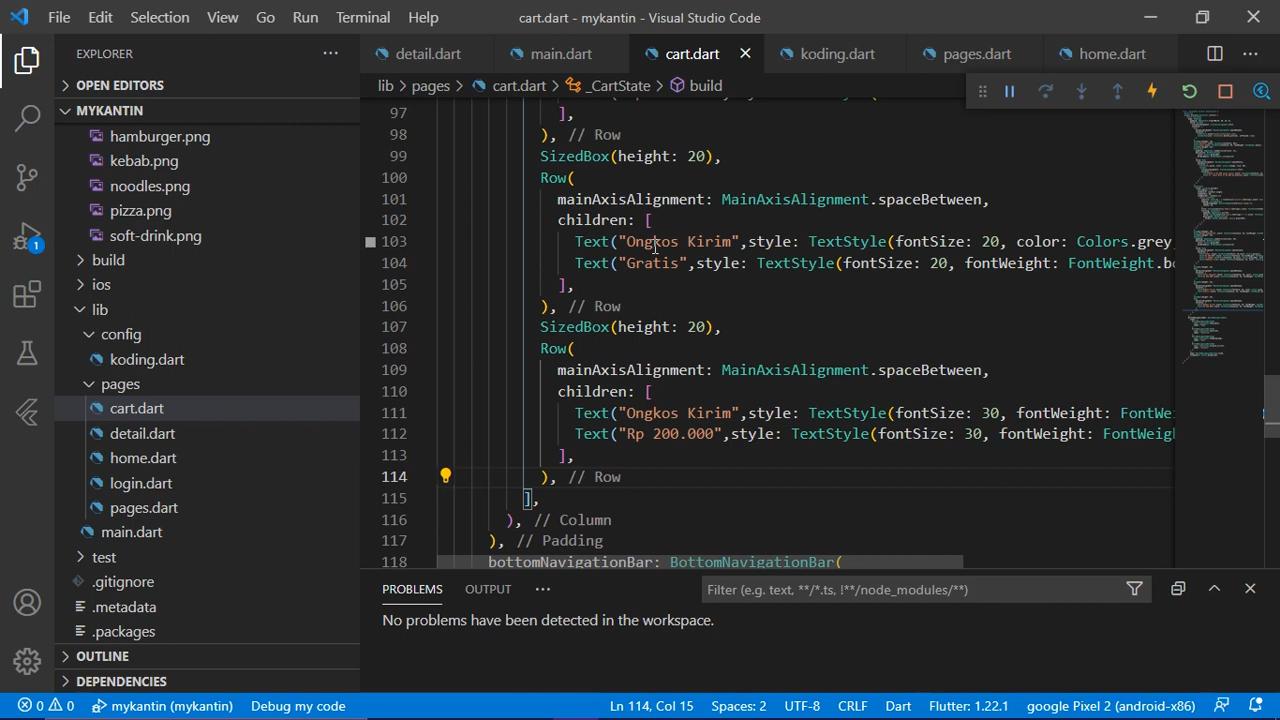 File Edit Selection View Go Run Terminal Help cart.dart - mykantin - Visual Studio Code
EXPLORER
detail.dart main.dart cart.dart koding.dart pages.dart home.dart
OPEN EDITORS
lib > pages > cart.dart > _CartState > build
MYKANTIN
hamburger.png
kebab.png
noodles.png
pizza.png
soft-drink.png
build
ios
lib
config
koding.dart
pages
cart.dart
detail.dart
home.dart
login.dart
pages.dart
main.dart
test
.gitignore
.metadata
.packages
OUTLINE
DEPENDENCIES
1
97 ],
98 ), // Row
99 SizedBox(height: 20),
100 Row(
101 mainAxisAlignment: MainAxisAlignment.spaceBetween,
102 children: [
103 Text("Ongkos Kirim",style: TextStyle(fontSize: 20, color: Colors.grey
104 Text("Gratis",style: TextStyle(fontSize: 20, fontWeight: FontWeight.bo
105 ],
106 ), // Row
107 SizedBox(height: 20),
108 Row(
109 mainAxisAlignment: MainAxisAlignment.spaceBetween,
110 children: [
111 Text("Ongkos Kirim",style: TextStyle(fontSize: 30, fontWeight: FontWe
112 Text("Rp 200.000",style: TextStyle(fontSize: 30, fontWeight: FontWeig
113 ],
114 ), // Row
115 ],
116 ), // Column
117 ), // Padding
118 bottomNavigationBar: BottomNavigationBar(
PROBLEMS OUTPUT Filter (e.g. text, **/*.ts, !**/node_modules/**)
No problems have been detected in the workspace.
0 0 mykantin (mykantin) Debug my code Ln 114, Col 15 Spaces: 2 UTF-8 CRLF Dart Flutter: 1.22.1 google Pixel 2 (android-x86)